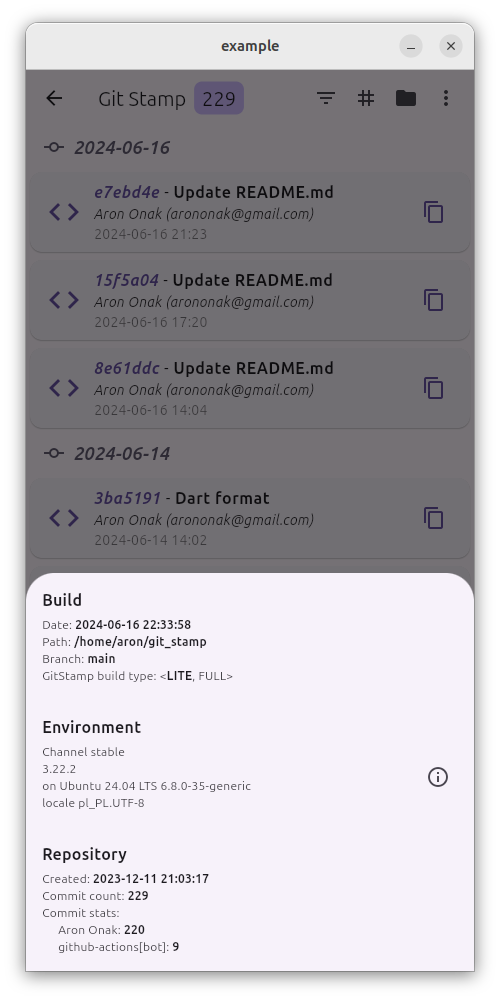 example
Git Stamp 229
2024-06-16
e7ebd4e - Update README.md
Aron Onak (arononak@gmail.com)
2024-06-16 21:23
15f5a04 - Update README.md
Aron Onak (arononak@gmail.com)
2024-06-16 17:20
8e61ddc - Update README.md
Aron Onak (arononak@gmail.com)
2024-06-16 14:04
2024-06-14
3ba5191 - Dart format
Aron Onak (arononak@gmail.com)
2024-06-14 14:02
Build
Date: 2024-06-16 22:33:58
Path: /home/aron/git_stamp
Branch: main
GitStamp build type: <LITE, FULL>
Environment
Channel stable
3.22.2
on Ubuntu 24.04 LTS 6.8.0-35-generic
locale pl_PL.UTF-8
Repository
Created: 2023-12-11 21:03:17
Commit count: 229
Commit stats:
Aron Onak: 220
github-actions[bot]: 9